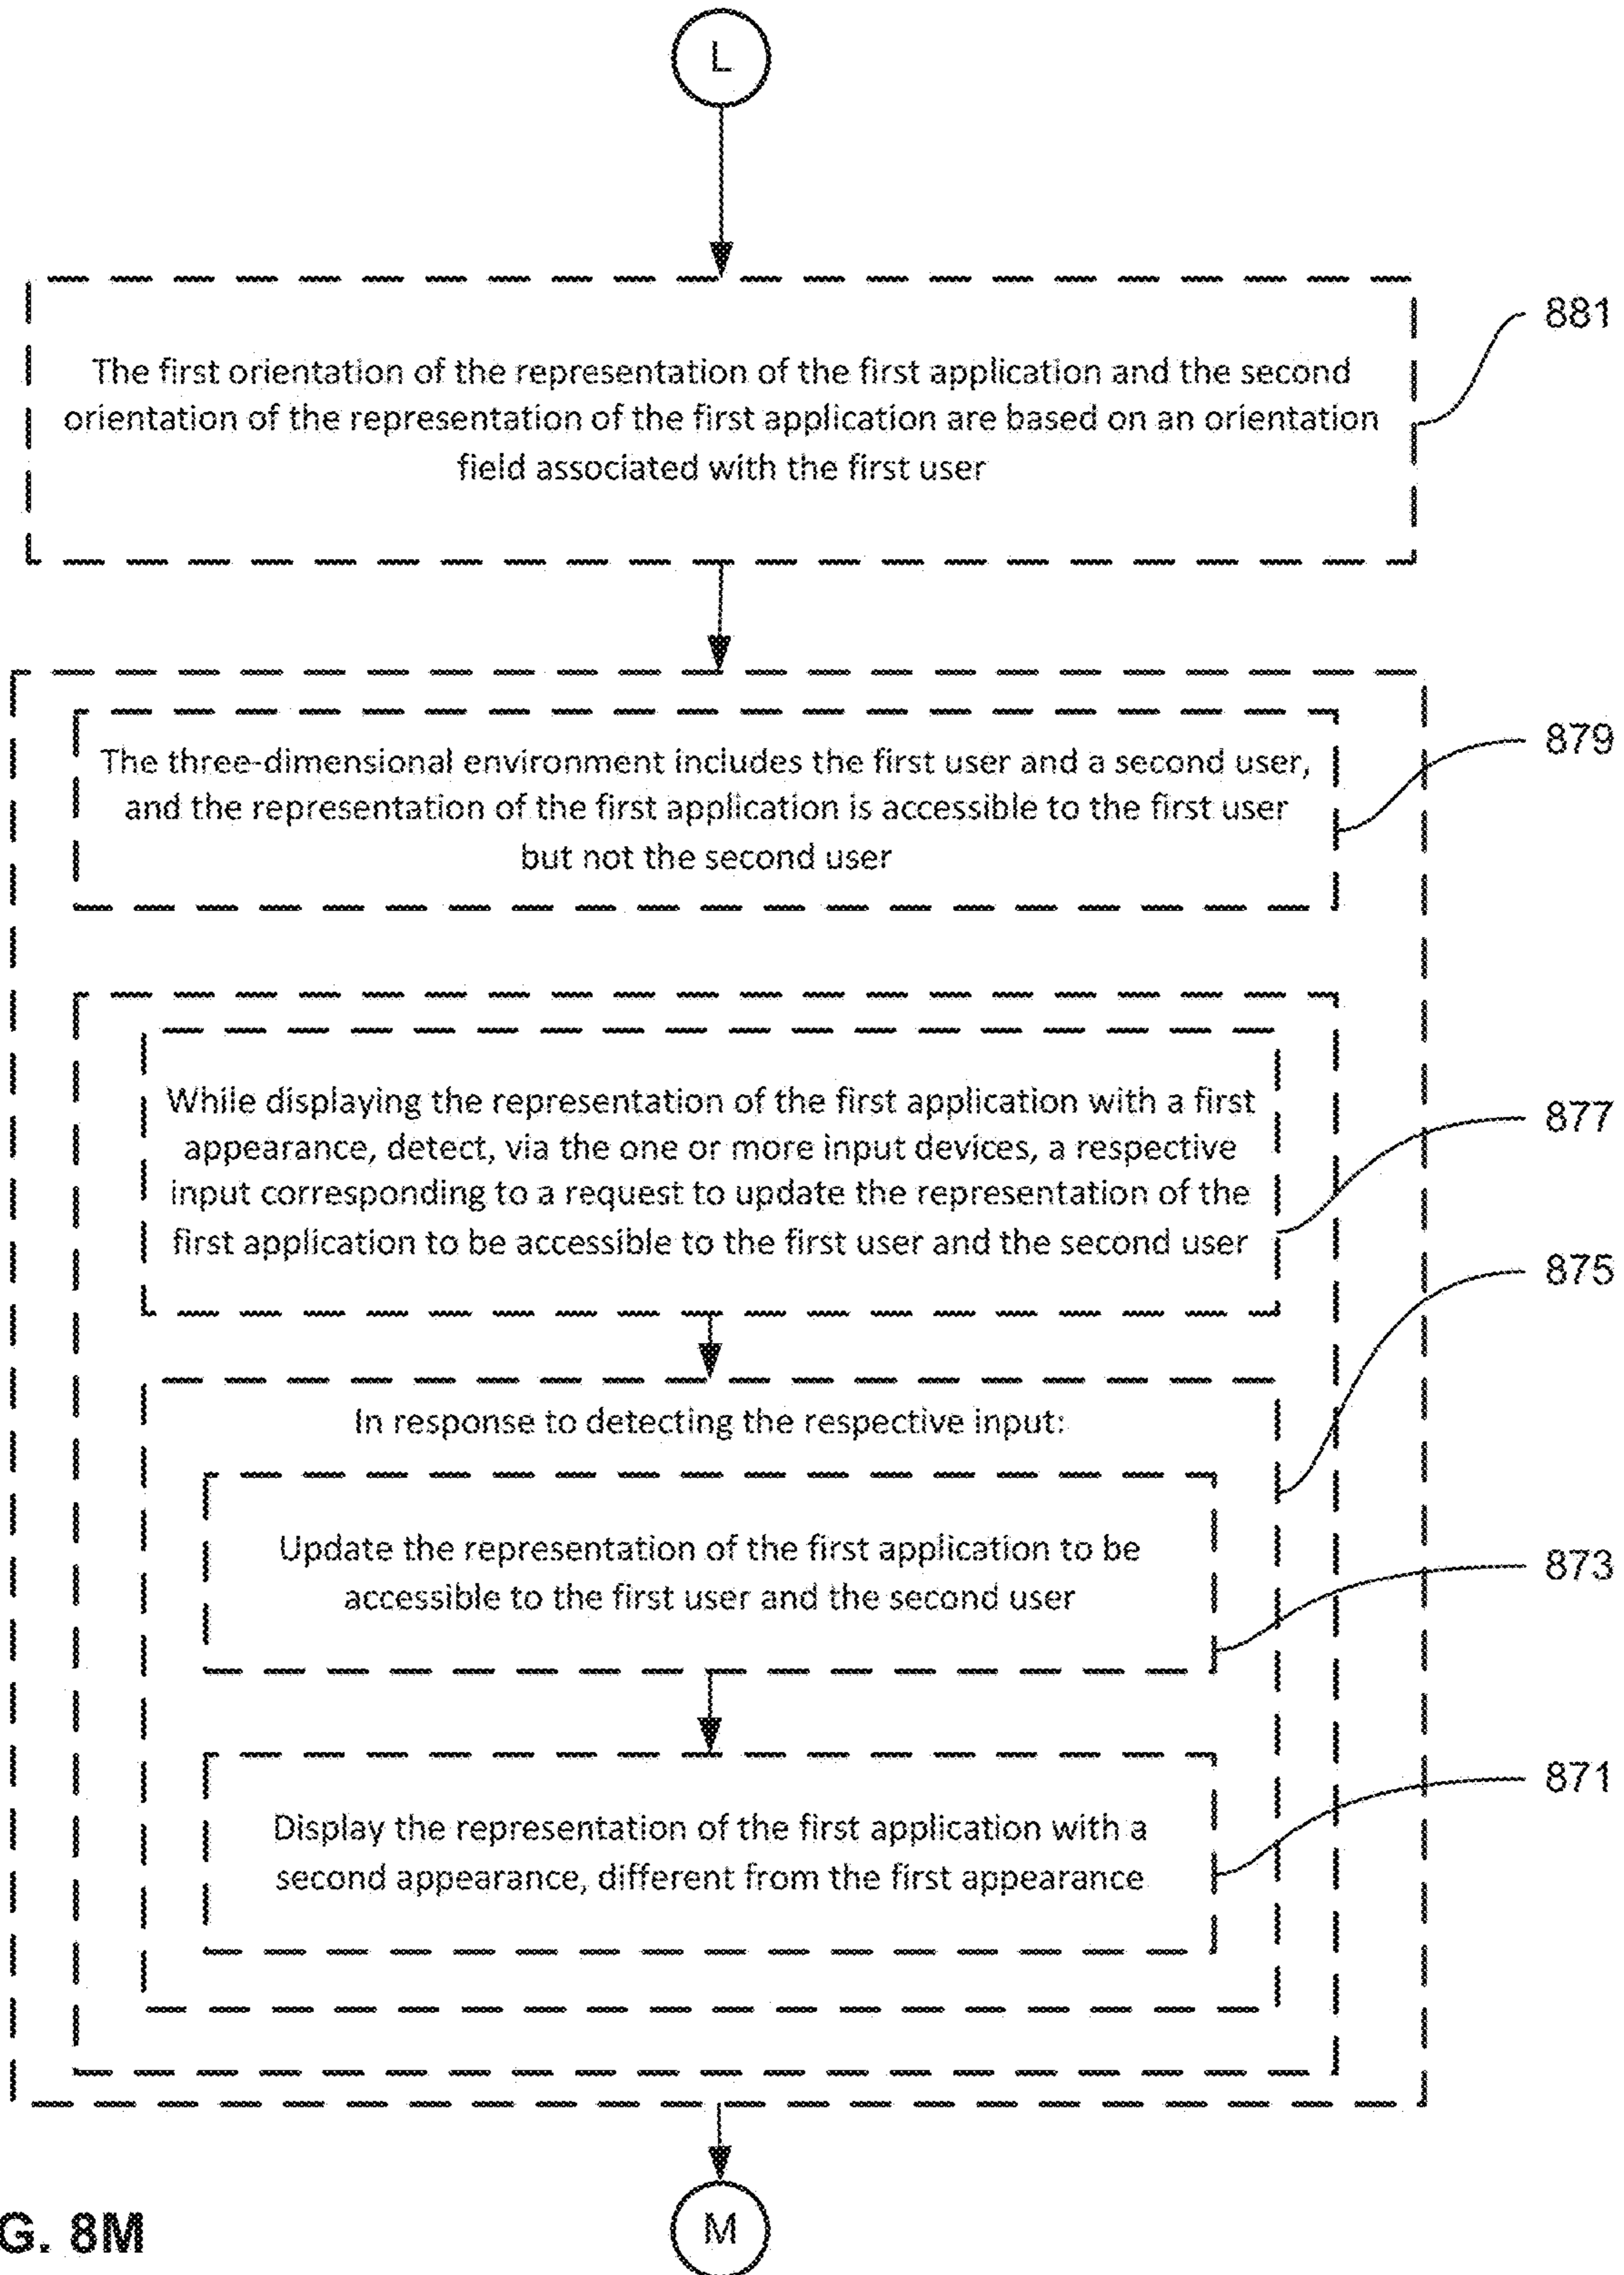 L
The first orientation of the representation of the first application and the second
orientation of the representation of the first application are based on an orientation
field associated with the first user
881
The three-dimensional environment includes the first user and a second user,
and the representation of the first application is accessible to the first user
but not the second user
879
While displaying the representation of the first application with a first
appearance, detect, via the one or more input devices, a respective
input corresponding to a request to update the representation of the
first application to be accessible to the first user and the second user
877
875
In response to detecting the respective input:
Update the representation of the first application to be
accessible to the first user and the second user
873
Display the representation of the first application with a
second appearance, different from the first appearance
871
M
G. 8M